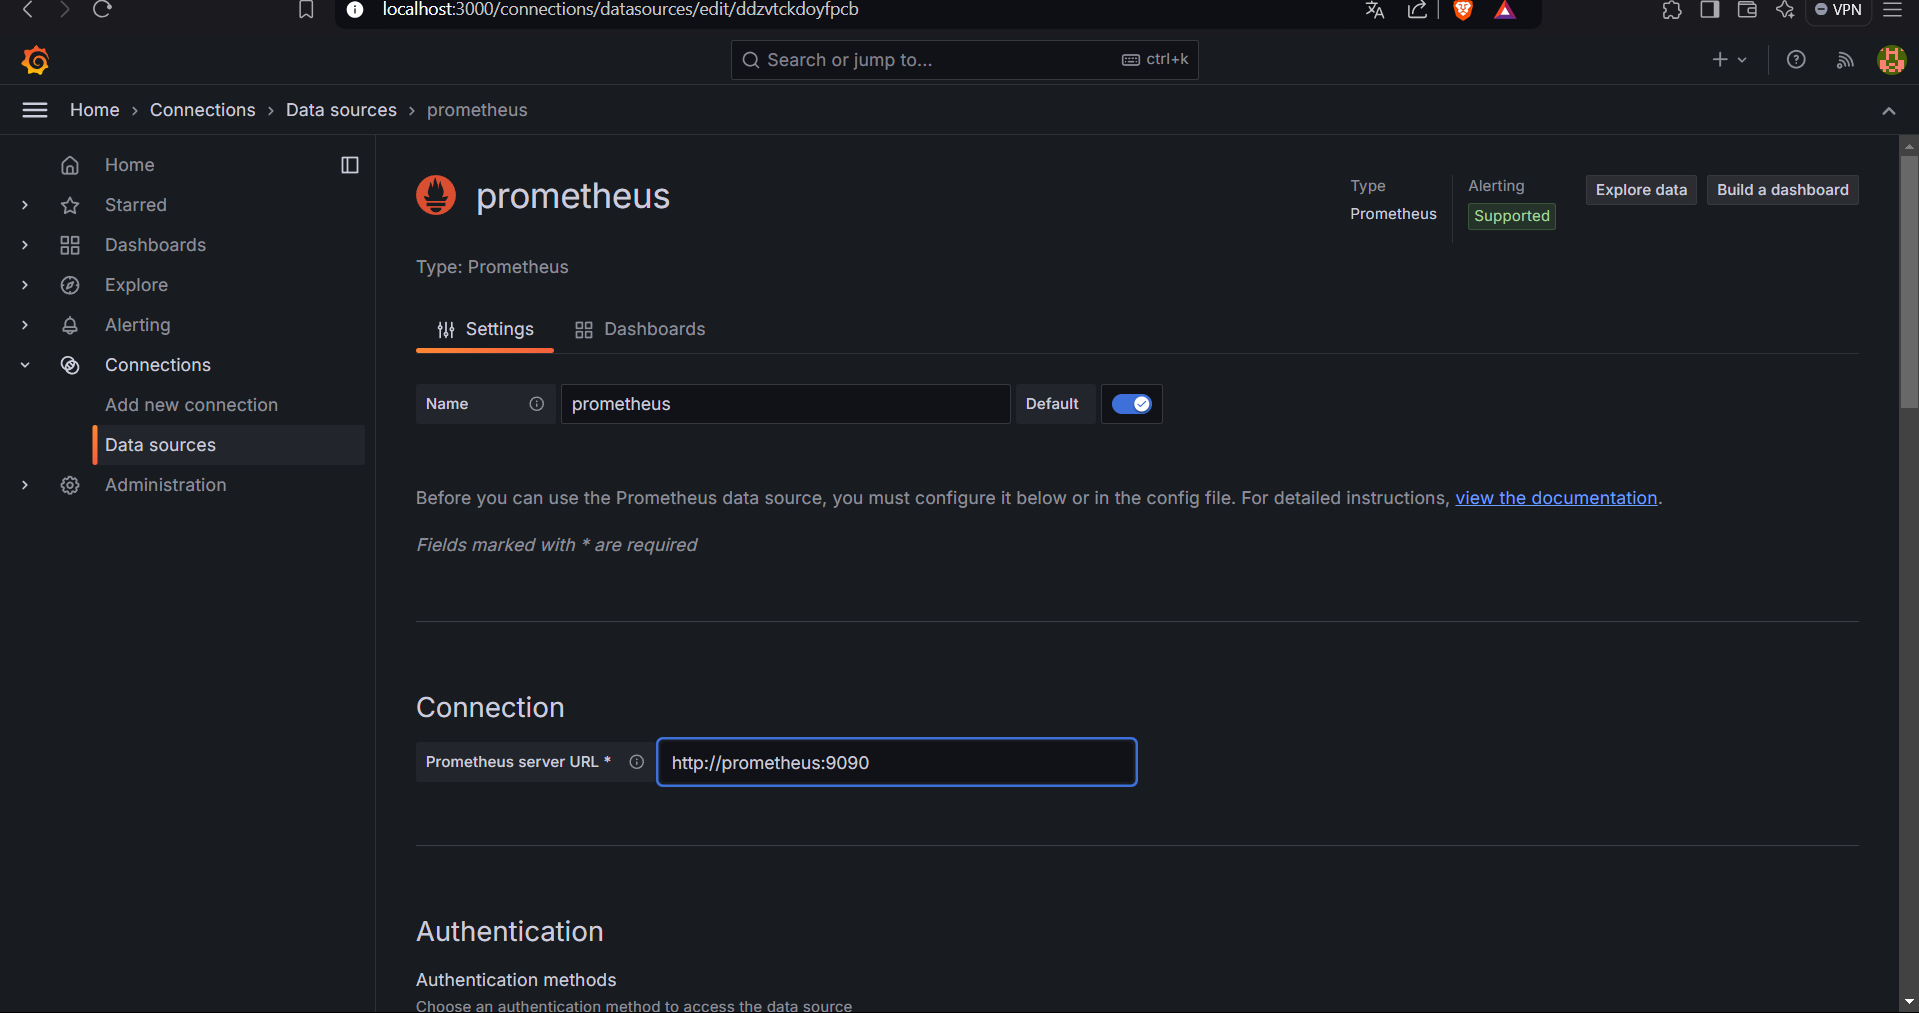 localhost:3000/connections/datasources/edit/ddzvtckdoyfpcb
VPN
Search or jump to...
ctrl+k
Home › Connections › Data sources › prometheus
Home
Starred
Dashboards
Explore
Alerting
Connections
Add new connection
Data sources
Administration
prometheus
Type
Prometheus
Alerting
Supported
Explore data
Build a dashboard
Type: Prometheus
Settings
Dashboards
Name
prometheus
Default
Before you can use the Prometheus data source, you must configure it below or in the config file. For detailed instructions, view the documentation.
Fields marked with * are required
Connection
Prometheus server URL *
http://prometheus:9090
Authentication
Authentication methods
Choose an authentication method to access the data source